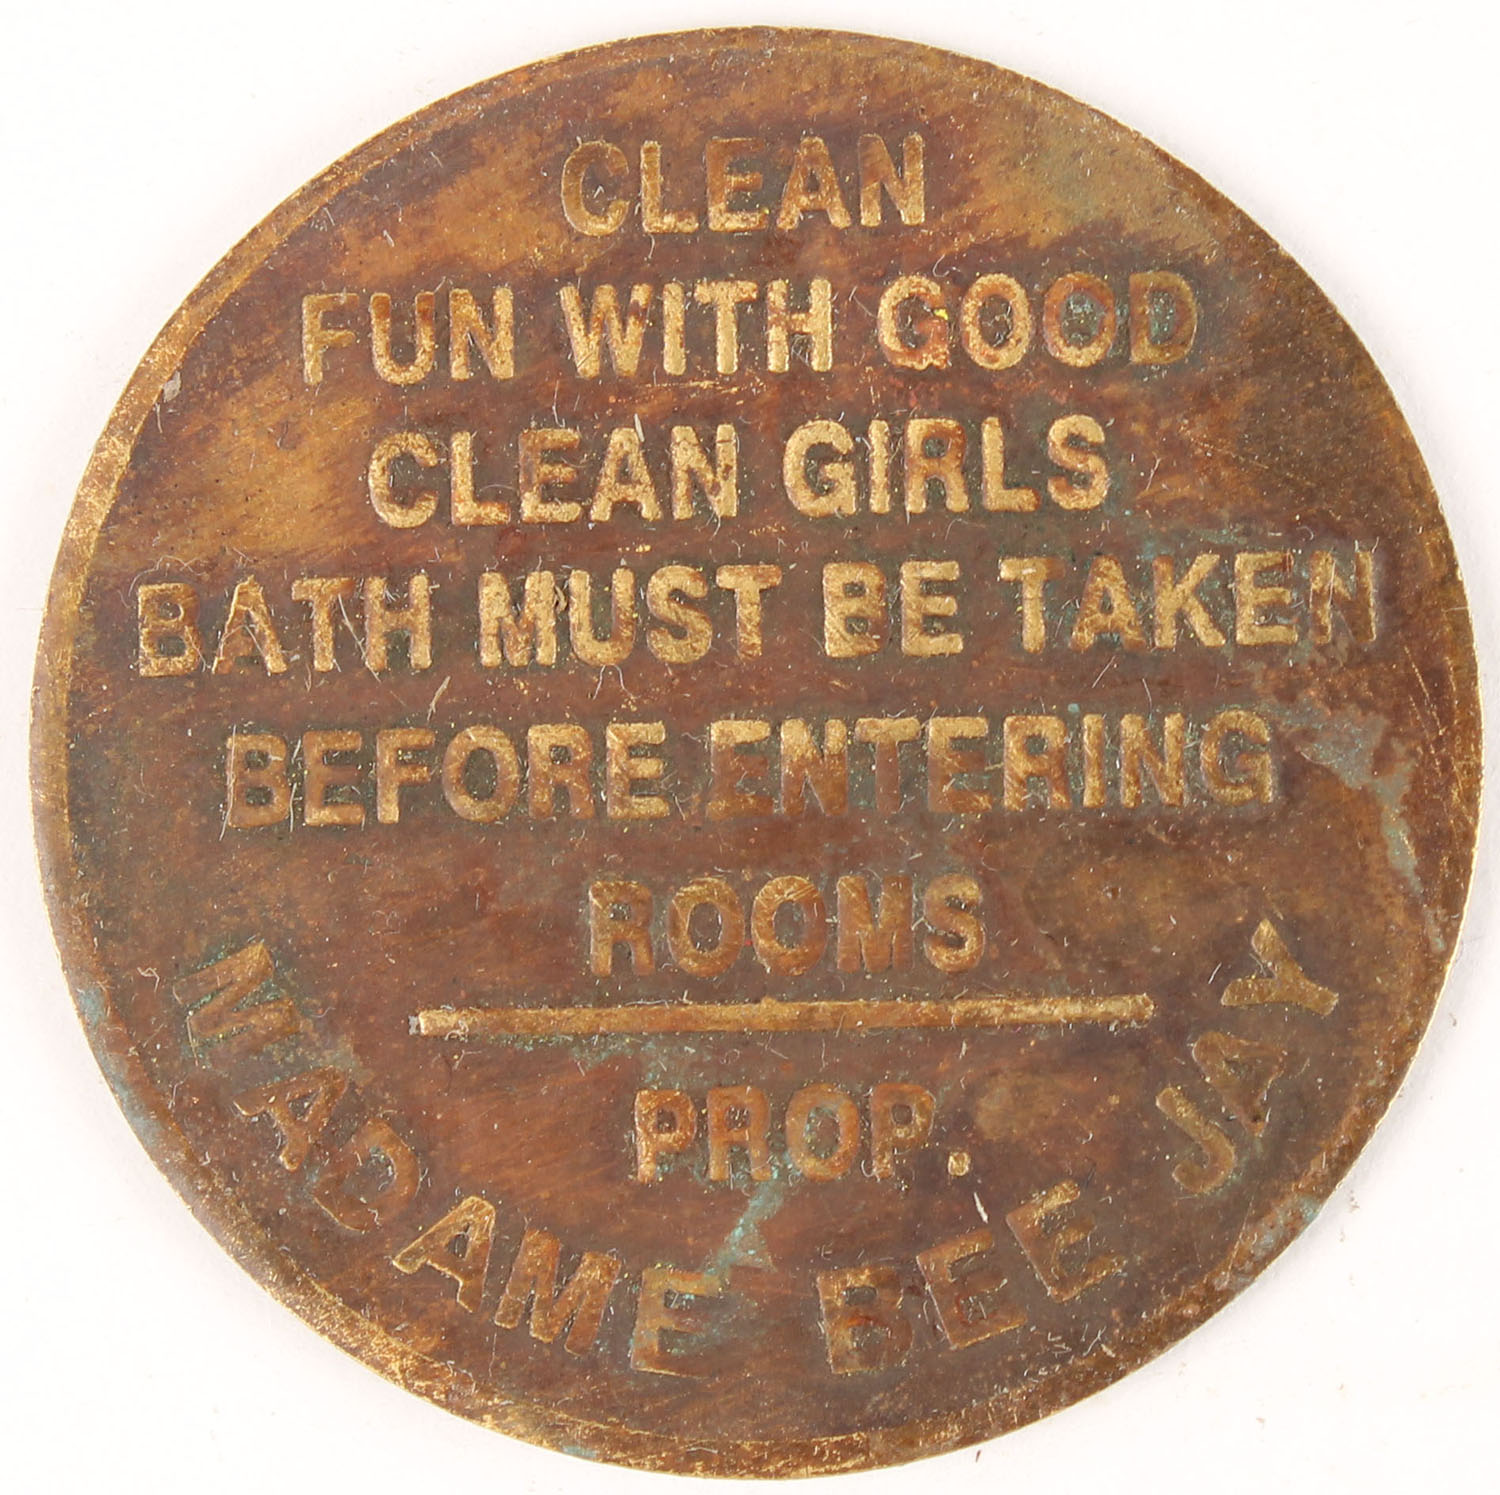 CLEAN
FUN WITH GOOD
CLEAN GIRLS
BATH MUST BE TAKEN
BEFORE ENTERING
ROOMS
PROP.
MADAME BEE JAY